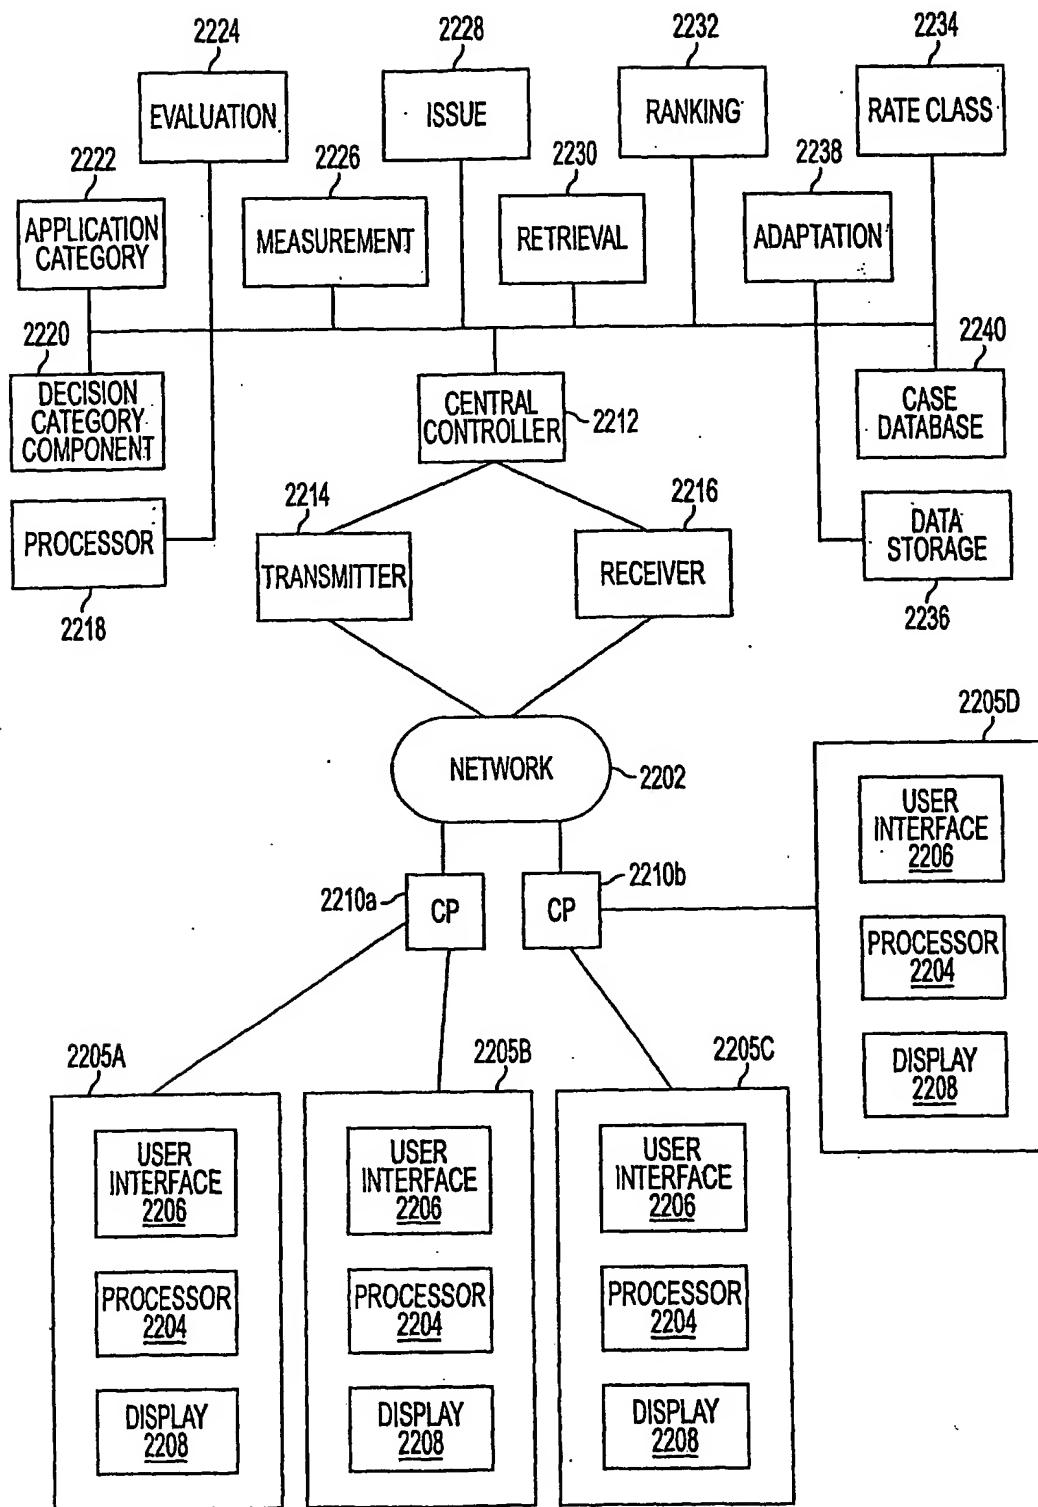 2224
2228
2232
2234
EVALUATION
ISSUE
RANKING
RATE CLASS
2222
2226
2230
2238
APPLICATION
CATEGORY
MEASUREMENT
RETRIEVAL
ADAPTATION
2220
2240
DECISION
CATEGORY
COMPONENT
CENTRAL
CONTROLLER
2212
CASE
DATABASE
2214
2216
PROCESSOR
TRANSMITTER
RECEIVER
DATA
STORAGE
2218
2236
2205D
NETWORK
2202
USER
INTERFACE
2206
2210a
CP
CP
2210b
PROCESSOR
2204
DISPLAY
2208
2205A
2205B
2205C
USER
INTERFACE
2206
PROCESSOR
2204
DISPLAY
2208
USER
INTERFACE
2206
PROCESSOR
2204
DISPLAY
2208
USER
INTERFACE
2206
PROCESSOR
2204
DISPLAY
2208